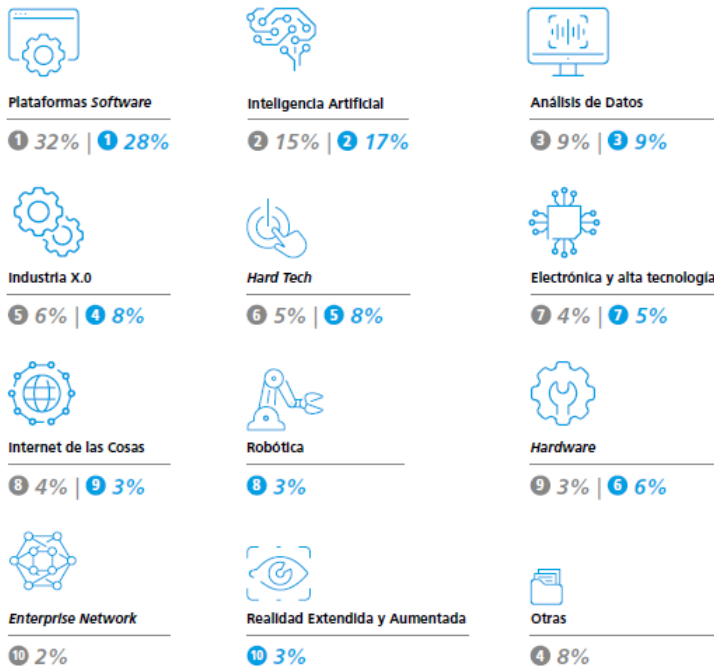 Plataformas Software
1 32% | 1 28%
Inteligencia Artificial
2 15% | 2 17%
Análisis de Datos
3 9% | 3 9%
Industria X.0
5 6% | 4 8%
Hard Tech
6 5% | 5 8%
Electrónica y alta tecnología
7 4% | 7 5%
Internet de las Cosas
8 4% | 9 3%
Robótica
8 3%
Hardware
9 3% | 6 6%
Enterprise Network
10 2%
Realidad Extendida y Aumentada
10 3%
Otras
4 8%